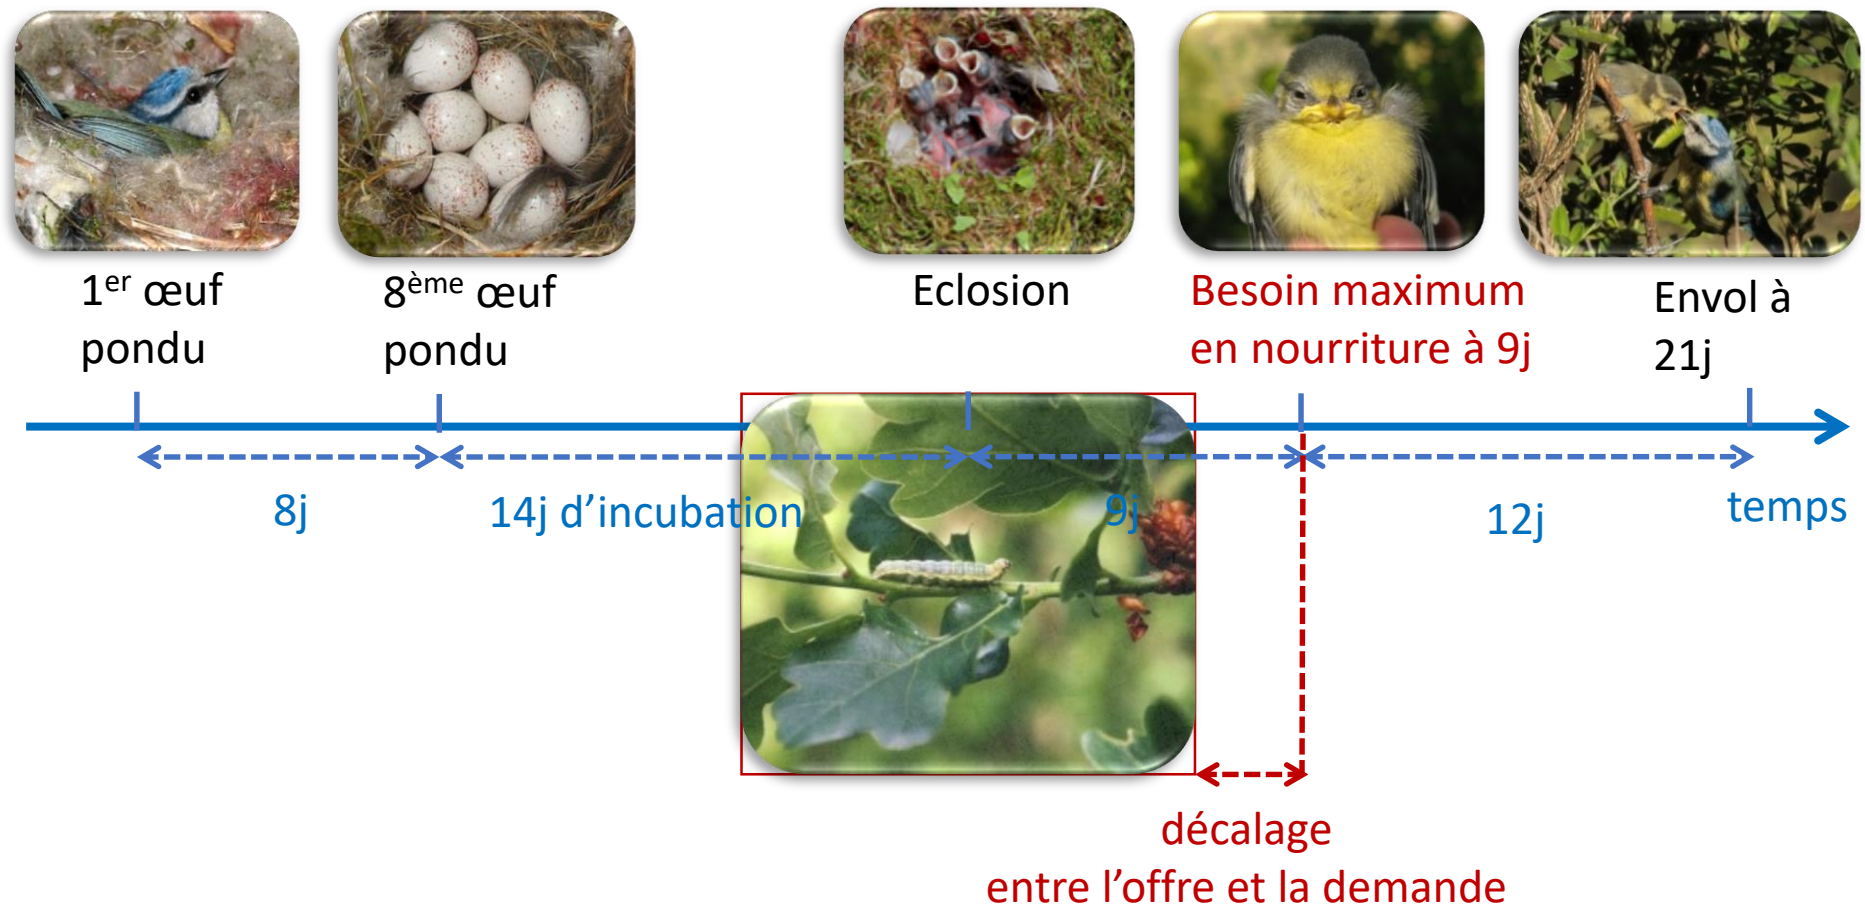 1er œuf
pondu
8ème œuf
pondu
Eclosion
Besoin maximum
en nourriture à 9j
Envol à
21j
8j
14j d’incubation
9j
12j
temps
décalage
entre l’offre et la demande